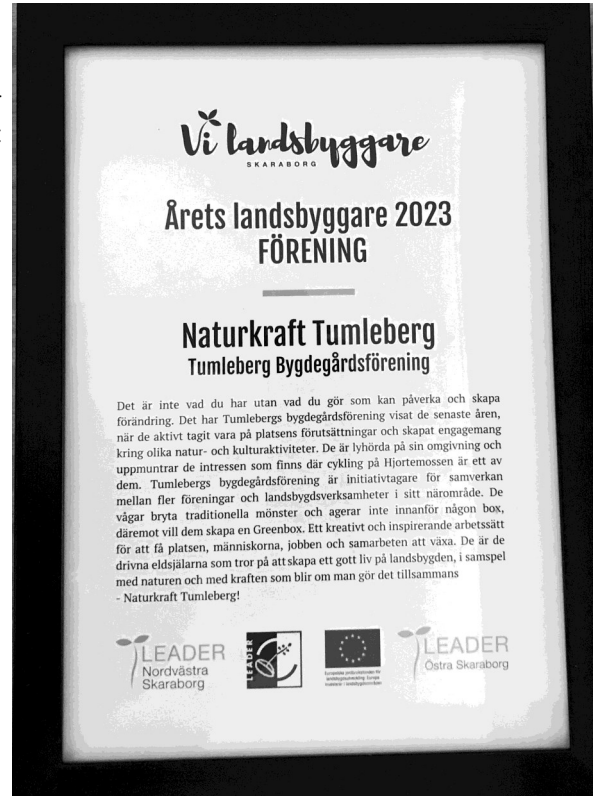 Vi landsbyggare
SKARABORG
Årets landsbyggare 2023
FÖRENING
Naturkraft Tumleberg
Tumleberg Bygdegårdsförening
Det är inte vad du har utan vad du gör som kan påverka och skapa
förändring. Det har Tumlebergs bygdegårdsförening visat de senaste åren,
när de aktivt tagit vara på platsens förutsättningar och skapat engagemang
kring olika natur- och kulturaktiviteter. De är lyhörda på sin omgivning och
uppmuntrar de intressen som finns där cykling på Hjortemossen är ett av
dem. Tumlebergs bygdegårdsförening är initiativtagare för samverkan
mellan fler föreningar och landsbygdsverksamheter i sitt närområde. De
vågar bryta traditionella mönster och agerar inte innanför någon box,
däremot vill dem skapa en Greenbox. Ett kreativt och inspirerande arbetssätt
för att få platsen, människorna, jobben och samarbeten att växa. De är de
drivna eldsjälarna som tror på att skapa ett gott liv på landsbygden, i samspel
med naturen och med kraften som blir om man gör det tillsammans
- Naturkraft Tumleberg!
LEADER
Nordvästra
Skaraborg
LEADER
Europeiska jordbruksfonden för
landsbygdsutveckling: Europa
investerar i landsbygdsområden
LEADER
Östra Skaraborg